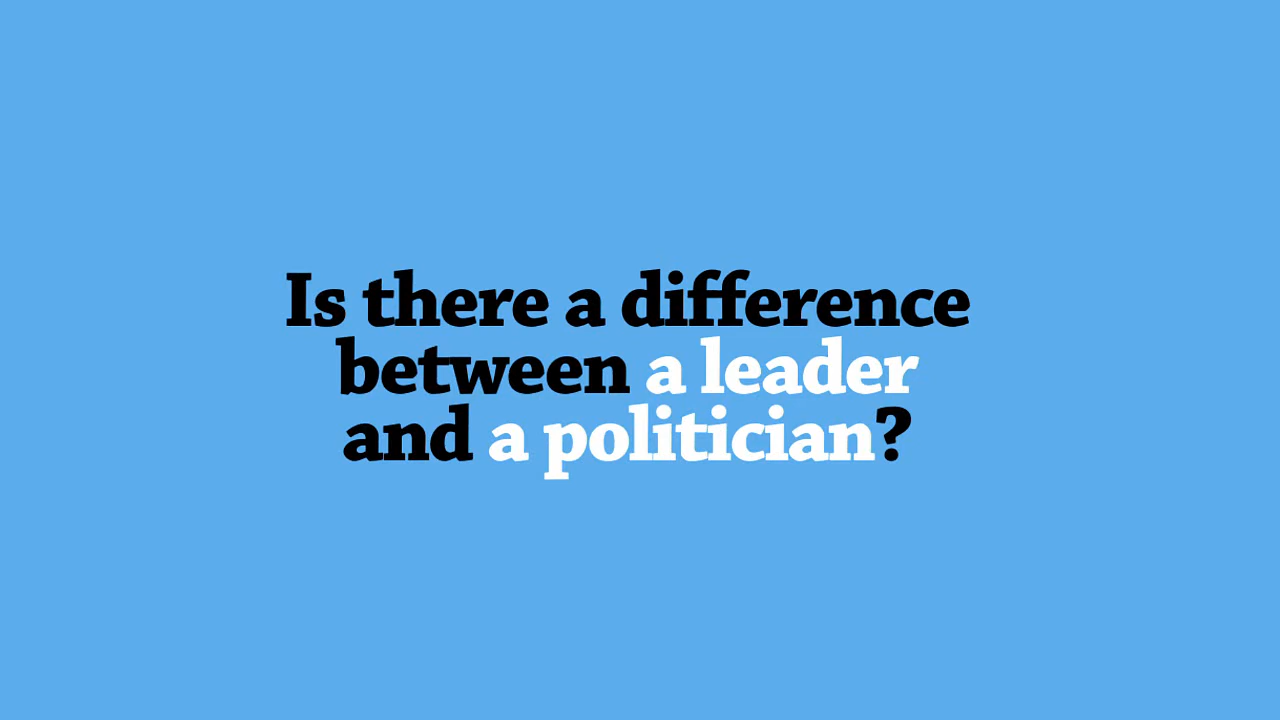 Is there a difference
between a leader
and a politician?